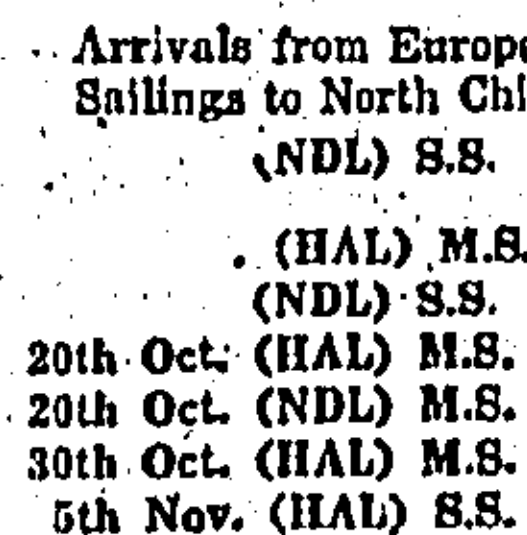 Arrivals from Europe
Sailings to North Chi
(NDL) S.S.
(HAL) M.S.
(NDL) S.S.
20th Oct. (HAL) M.S.
20th Oct. (NDL) M.S.
30th Oct. (HAL) M.S.
5th Nov. (HAL) S.S.